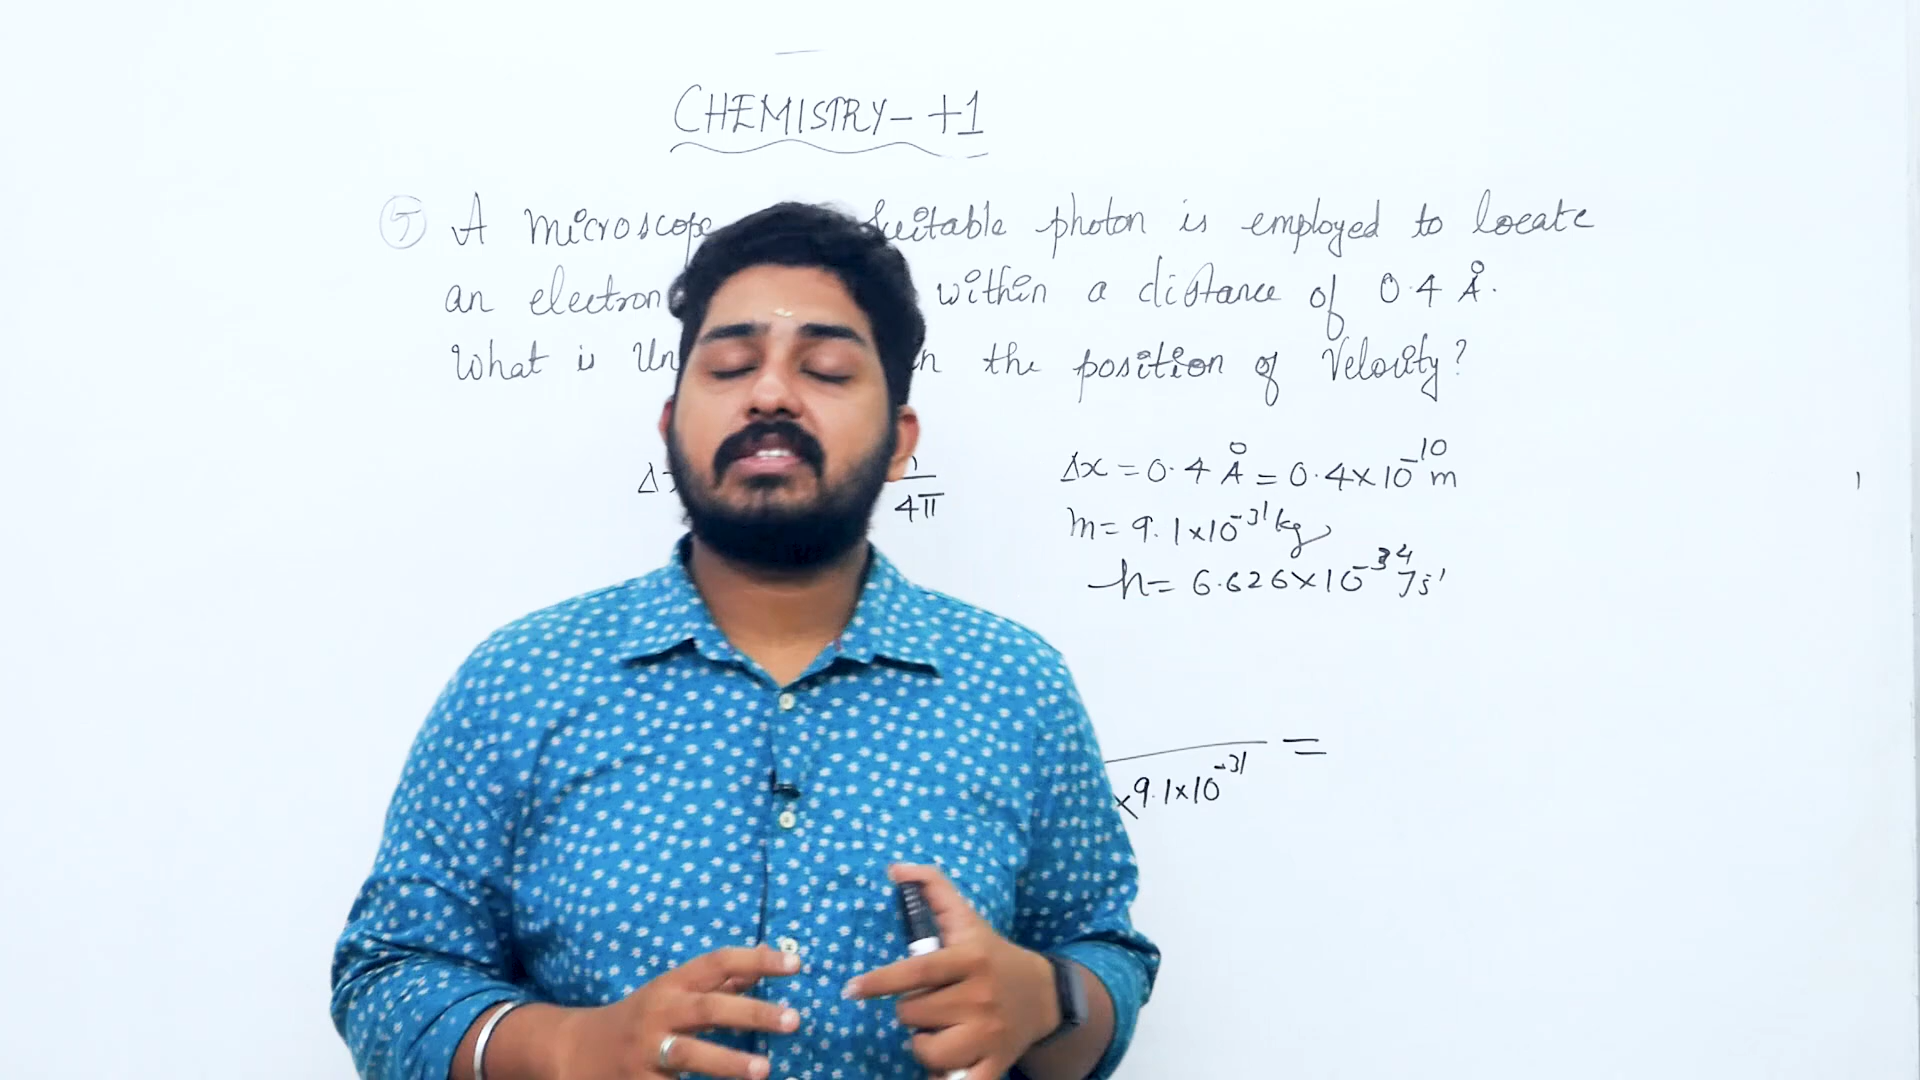 CHEMISTRY- +1
5 A microscope suitable photon is employed to locate
an electron within a distance of 0.4 Å.
What is Un n the position of Velocity?
Δx = 0.4 Å = 0.4×10⁻¹⁰ m
4π
m = 9.1×10⁻³¹ kg
h = 6.626×10⁻³⁴ Js'
=
×9.1×10⁻³¹